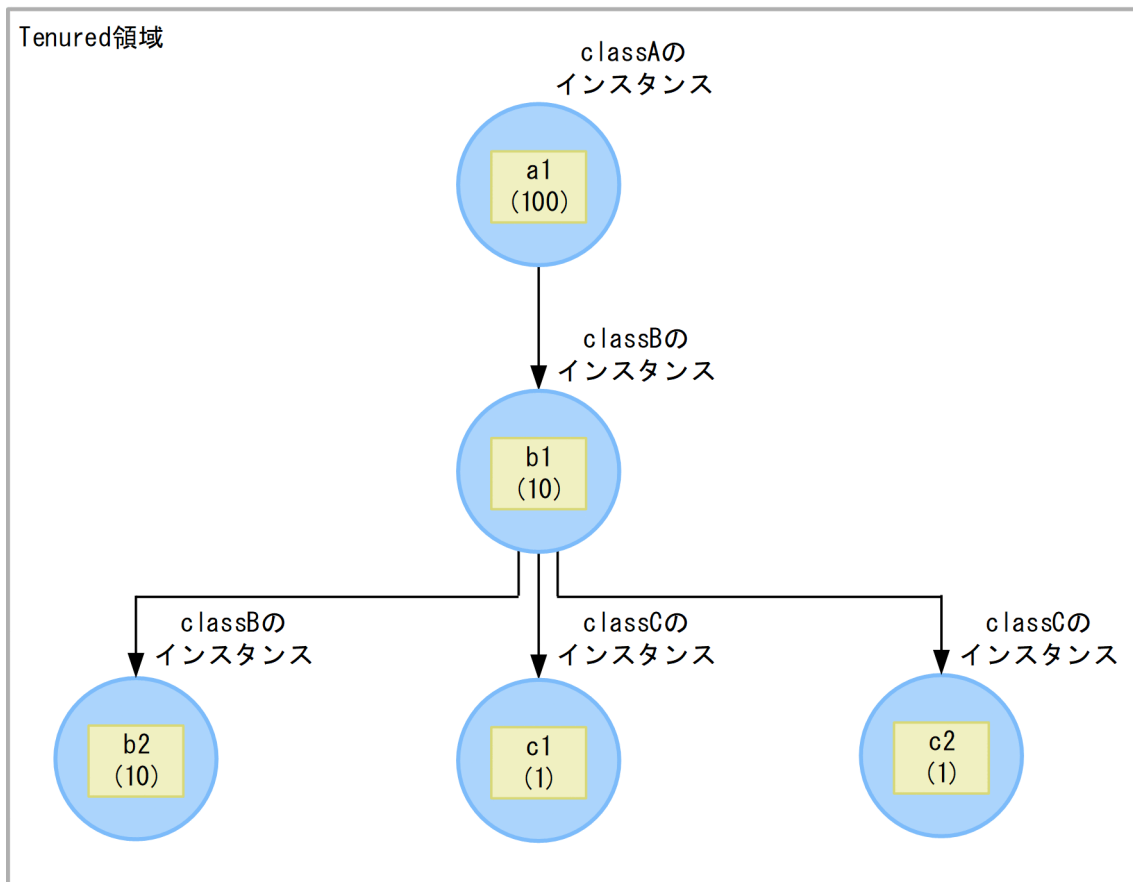 Tenured領域
classAの
インスタンス
a1
(100)
classBの
インスタンス
b1
(10)
classBの
インスタンス
classCの
インスタンス
classCの
インスタンス
b2
(10)
c1
(1)
c2
(1)